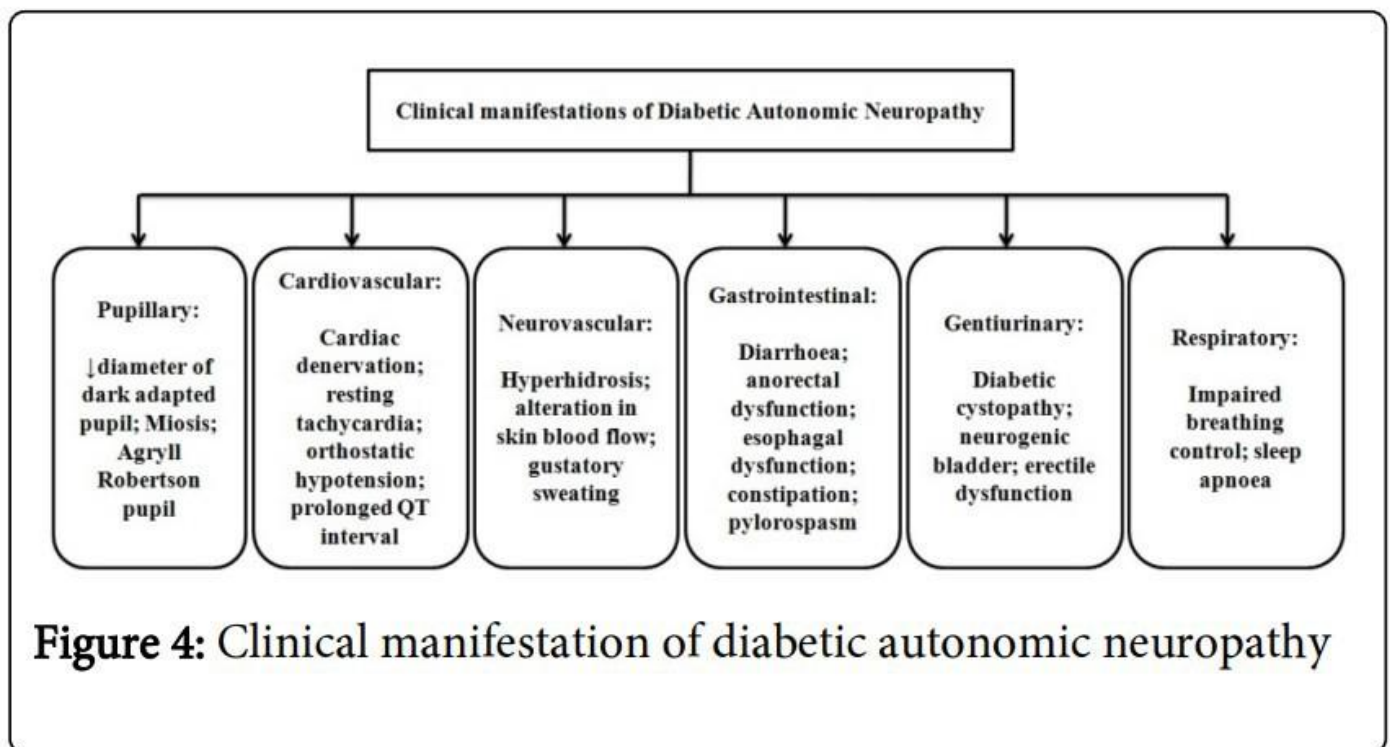 Clinical manifestations of Diabetic Autonomic Neuropathy
Pupillary:
↓diameter of
dark adapted
pupil; Miosis;
Agryll
Robertson
pupil
Cardiovascular:
Cardiac
denervation;
resting
tachycardia;
orthostatic
hypotension;
prolonged QT
interval
Neurovascular:
Hyperhidrosis;
alteration in
skin blood flow;
gustatory
sweating
Gastrointestinal:
Diarrhoea;
anorectal
dysfunction;
esophagal
dysfunction;
constipation;
pylorospasm
Gentiurinary:
Diabetic
cystopathy;
neurogenic
bladder; erectile
dysfunction
Respiratory:
Impaired
breathing
control; sleep
apnoea
Figure 4: Clinical manifestation of diabetic autonomic neuropathy